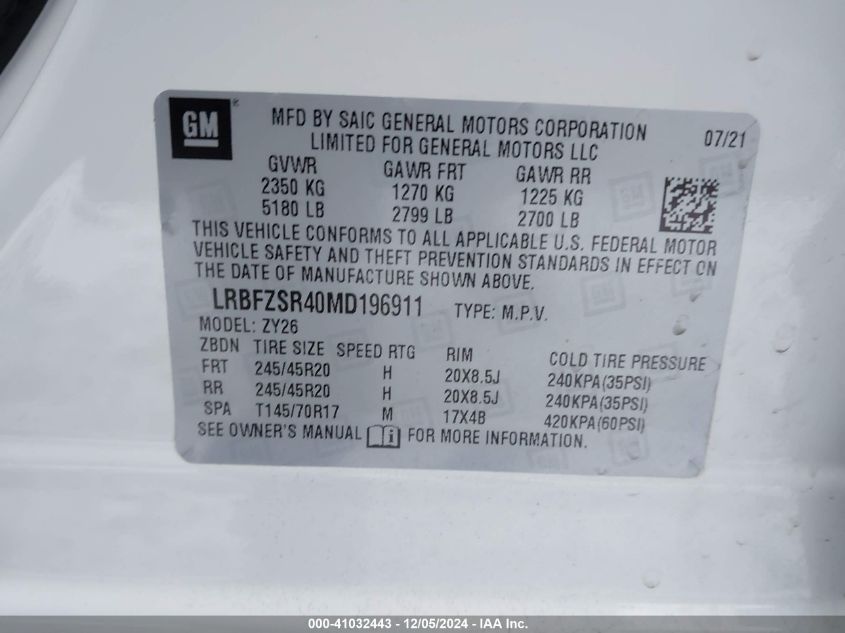 GM ®
MFD BY SAIC GENERAL MOTORS CORPORATION 07/21
LIMITED FOR GENERAL MOTORS LLC
GVWR GAWR FRT GAWR RR
2350 KG 1270 KG 1225 KG
5180 LB 2799 LB 2700 LB
THIS VEHICLE CONFORMS TO ALL APPLICABLE U.S. FEDERAL MOTOR
VEHICLE SAFETY AND THEFT PREVENTION STANDARDS IN EFFECT ON
THE DATE OF MANUFACTURE SHOWN ABOVE.
LRBFZSR40MD196911 TYPE: M.P.V.
MODEL: ZY26
ZBDN TIRE SIZE SPEED RTG RIM COLD TIRE PRESSURE
FRT 245/45R20 H 20X8.5J 240KPA(35PSI)
RR 245/45R20 H 20X8.5J 240KPA(35PSI)
SPA T145/70R17 M 17X4B 420KPA(60PSI)
SEE OWNER'S MANUAL i FOR MORE INFORMATION.
000-41032443 - 12/05/2024 - IAA Inc.